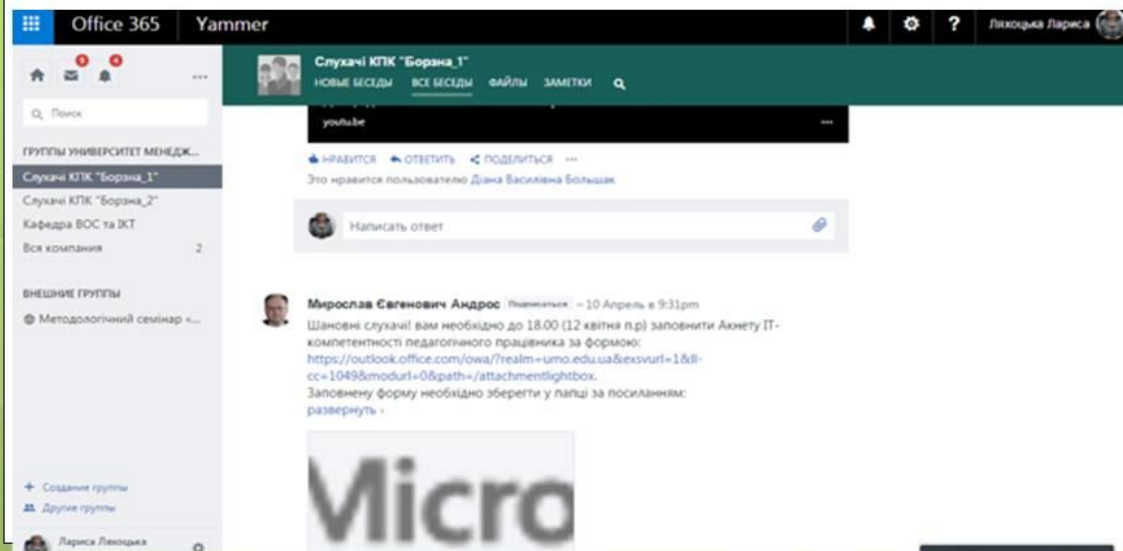 Office 365 Yammer
Ляхоцька Лариса
Слухачі КПК "Борзна_1"
НОВЫЕ БЕСЕДЫ ВСЕ БЕСЕДЫ ФАЙЛЫ ЗАМЕТКИ
Поиск
ГРУППЫ УНИВЕРСИТЕТ МЕНЕДЖ...
Слухачі КПК "Борзна_1"
Слухачі КПК "Борзна_2"
Кафедра ВОС та ІКТ
Вся компания 2
ВНЕШНИЕ ГРУППЫ
Методологічний семінар «...
+ Создание группы
Другие группы
Лариса Ляхоцька
youtu.be
НРАВИТСЯ ОТВЕТИТЬ ПОДЕЛИТЬСЯ ...
Это нравится пользователю Діана Василівна Большак
Написать ответ
Мирослав Євгенович Андрос Подписаться – 10 Апрель в 9:31pm
Шановні слухачі! вам необхідно до 18.00 (12 квітня п.р) заповнити Акнету ІТ-
компетентності педагогічного працівника за формою:
https://outlook.office.com/owa/?realm=umo.edu.ua&exsvurl=1&ll-
cc=1049&modurl=0&path=/attachmentlightbox.
Заповнену форму необхідно зберегти у папці за посиланням:
развернуть
Micro